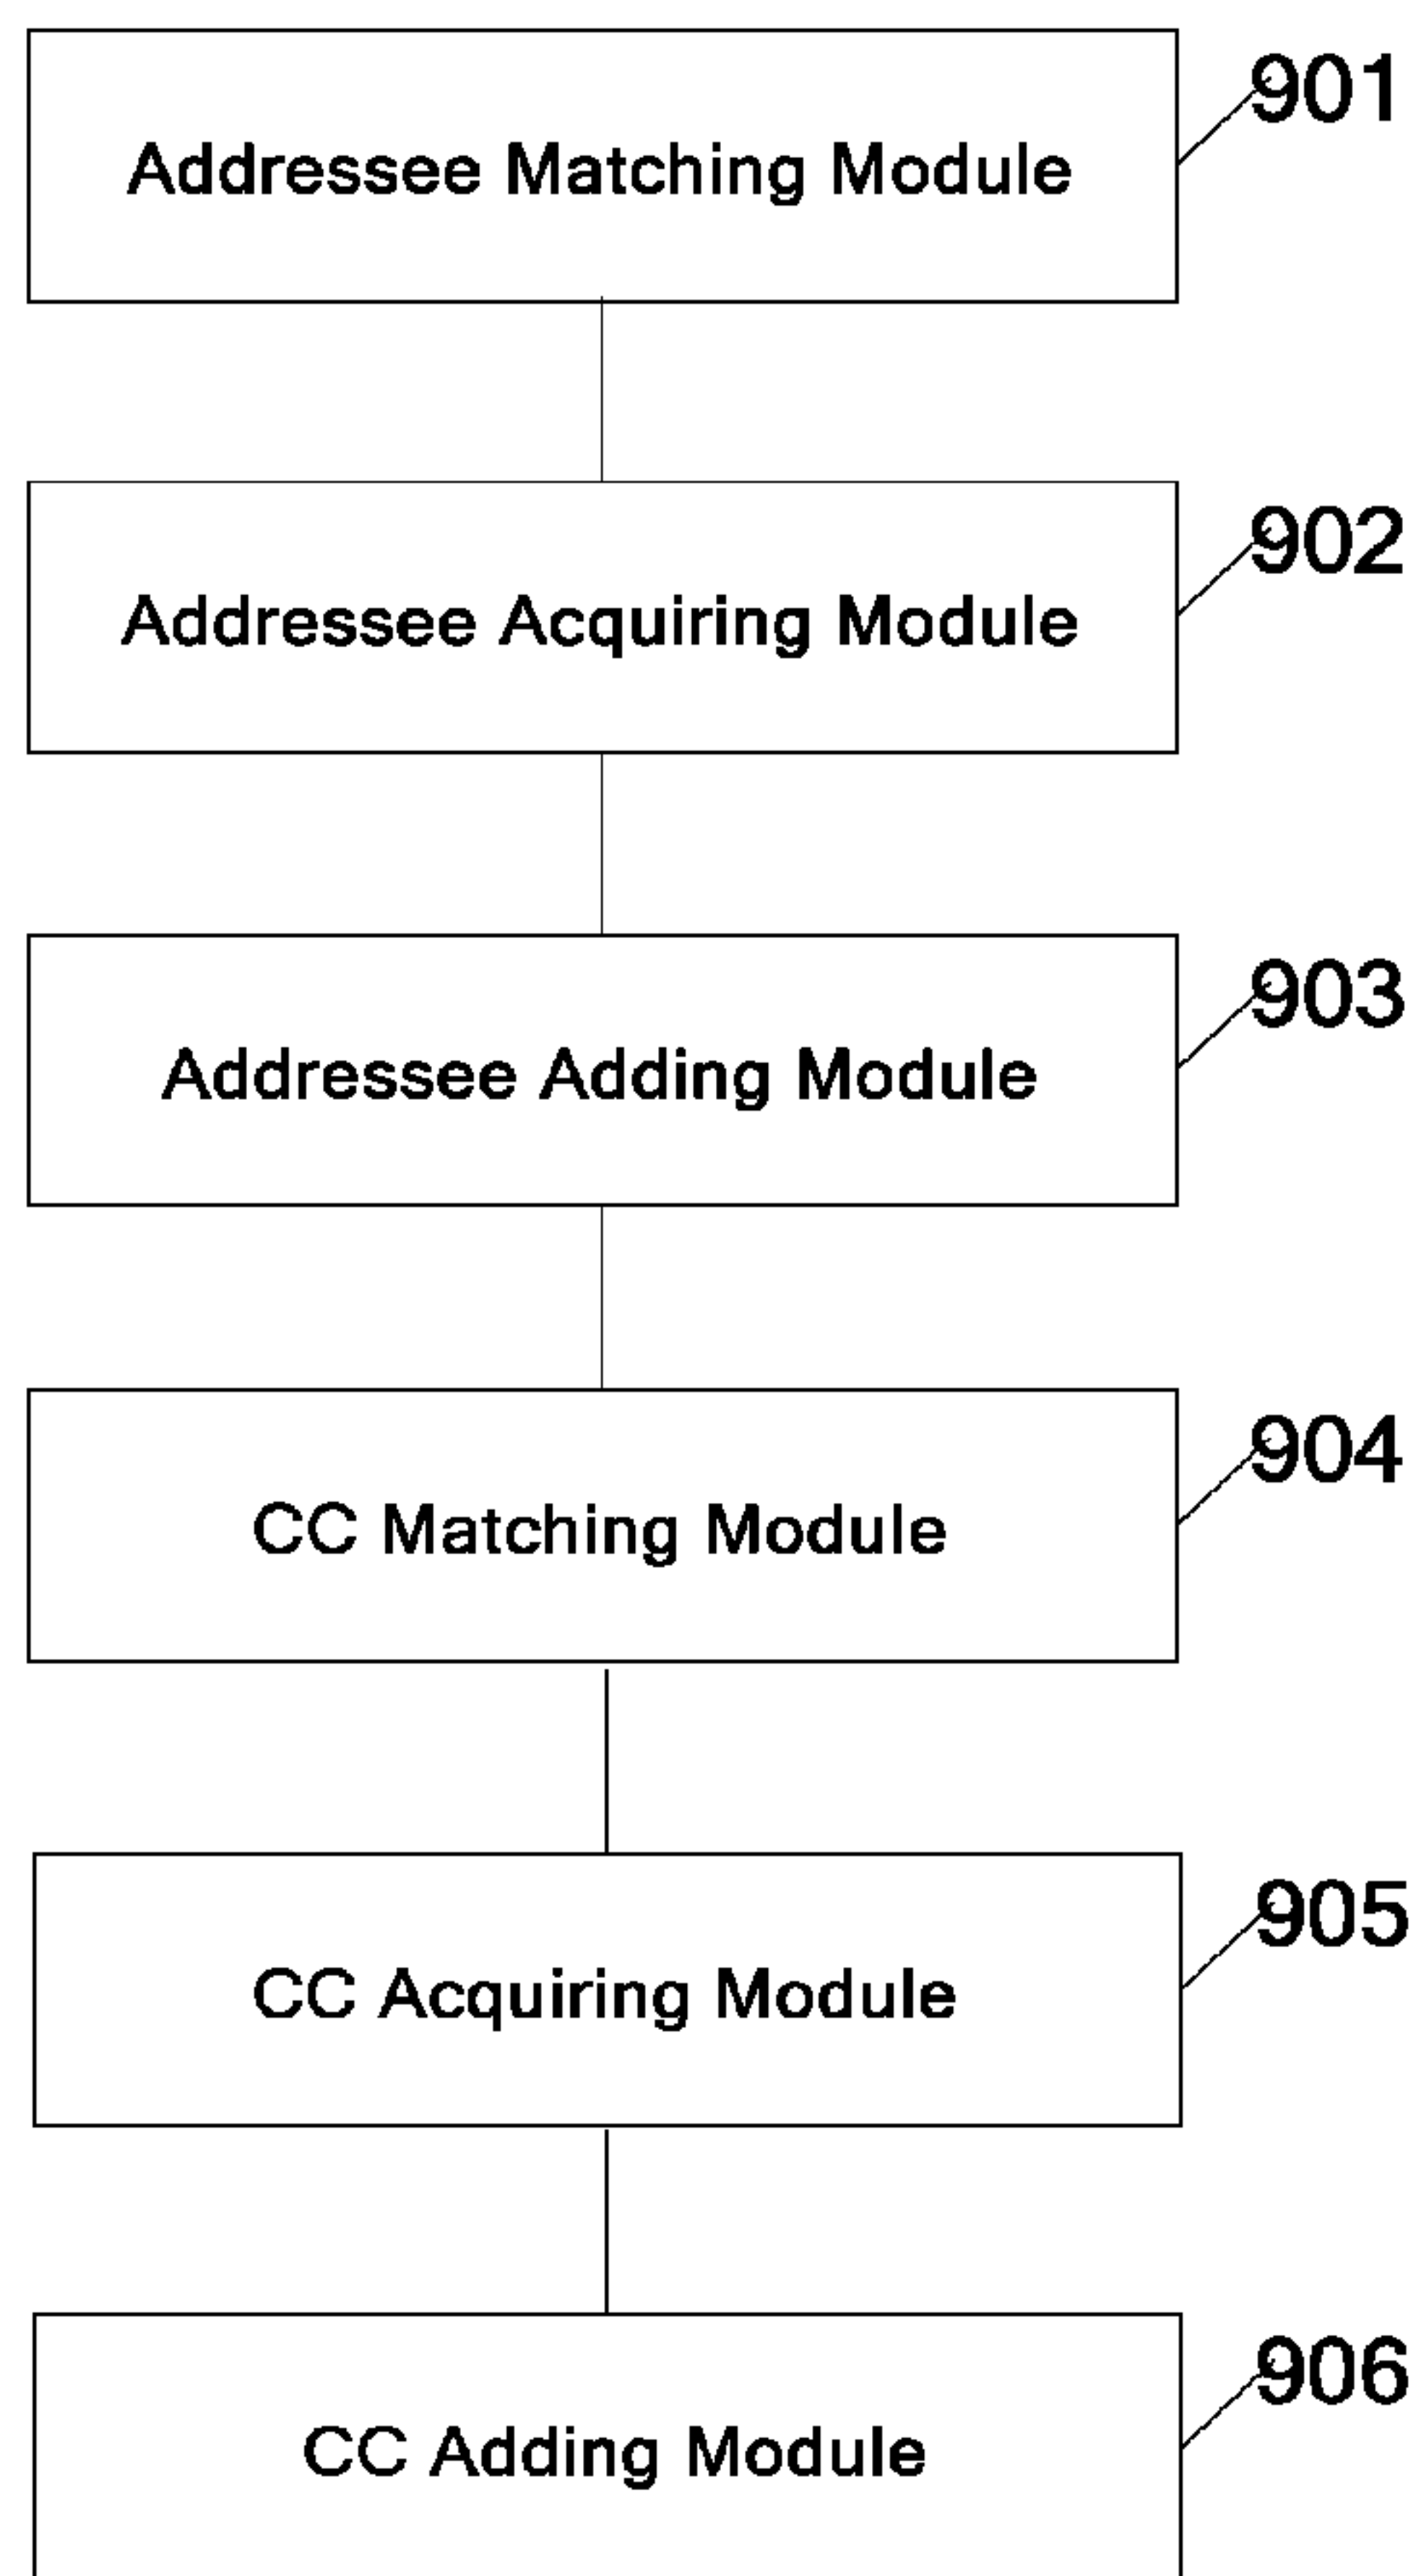 901
Addressee Matching Module
902
Addressee Acquiring Module
903
Addressee Adding Module
904
CC Matching Module
905
CC Acquiring Module
906
CC Adding Module